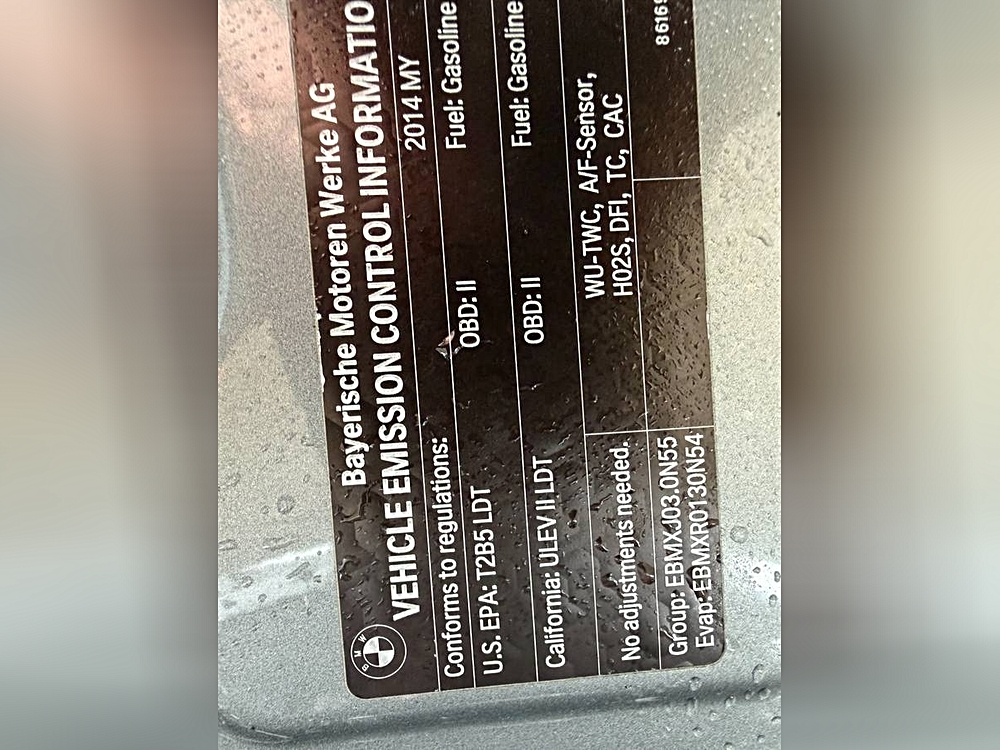 BMW
Bayerische Motoren Werke AG
VEHICLE EMISSION CONTROL INFORMATIO
2014 MY
Conforms to regulations:
U.S. EPA: T2B5 LDT OBD: II Fuel: Gasoline
California: ULEV II LDT OBD: II Fuel: Gasoline
No adjustments needed.
WU-TWC, A/F-Sensor,
HO2S, DFI, TC, CAC
Group: EBMXJ03.0N55
Evap: EBMXR0130N54
8616